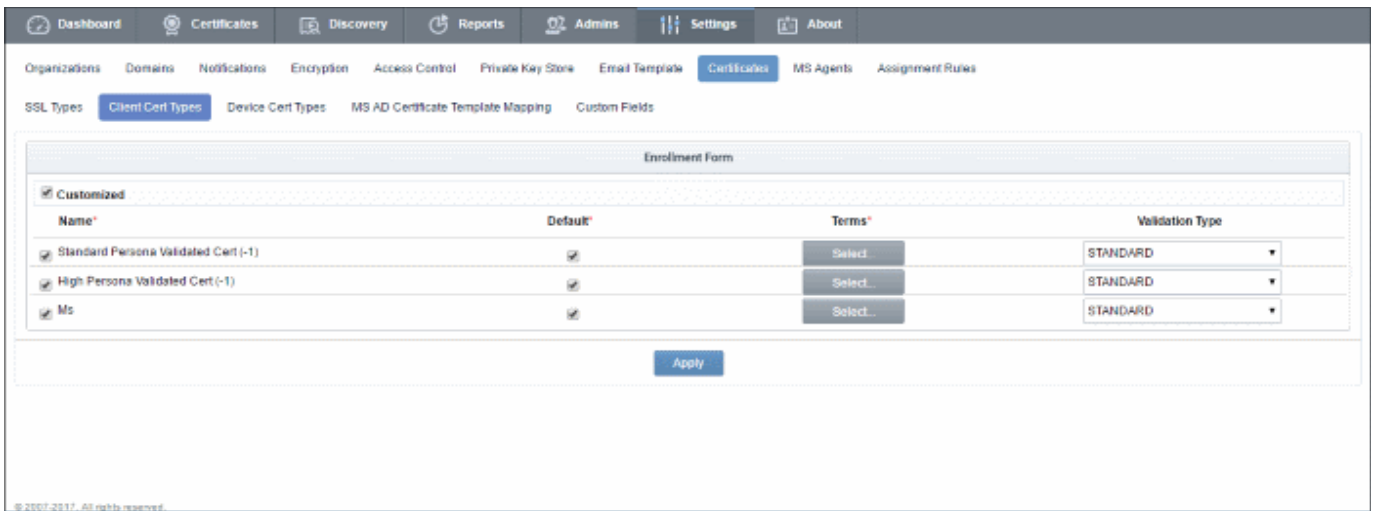 Dashboard Certificates Discovery Reports Admins Settings About
Organizations Domains Notifications Encryption Access Control Private Key Store Email Template Certificates MS Agents Assignment Rules
SSL Types Client Cert Types Device Cert Types MS AD Certificate Template Mapping Custom Fields
Enrollment Form
Customized
Name* Default* Terms* Validation Type
Standard Persona Validated Cert (-1) Select... STANDARD
High Persona Validated Cert (-1) Select... STANDARD
Ms Select... STANDARD
Apply
© 2007-2017. All rights reserved.